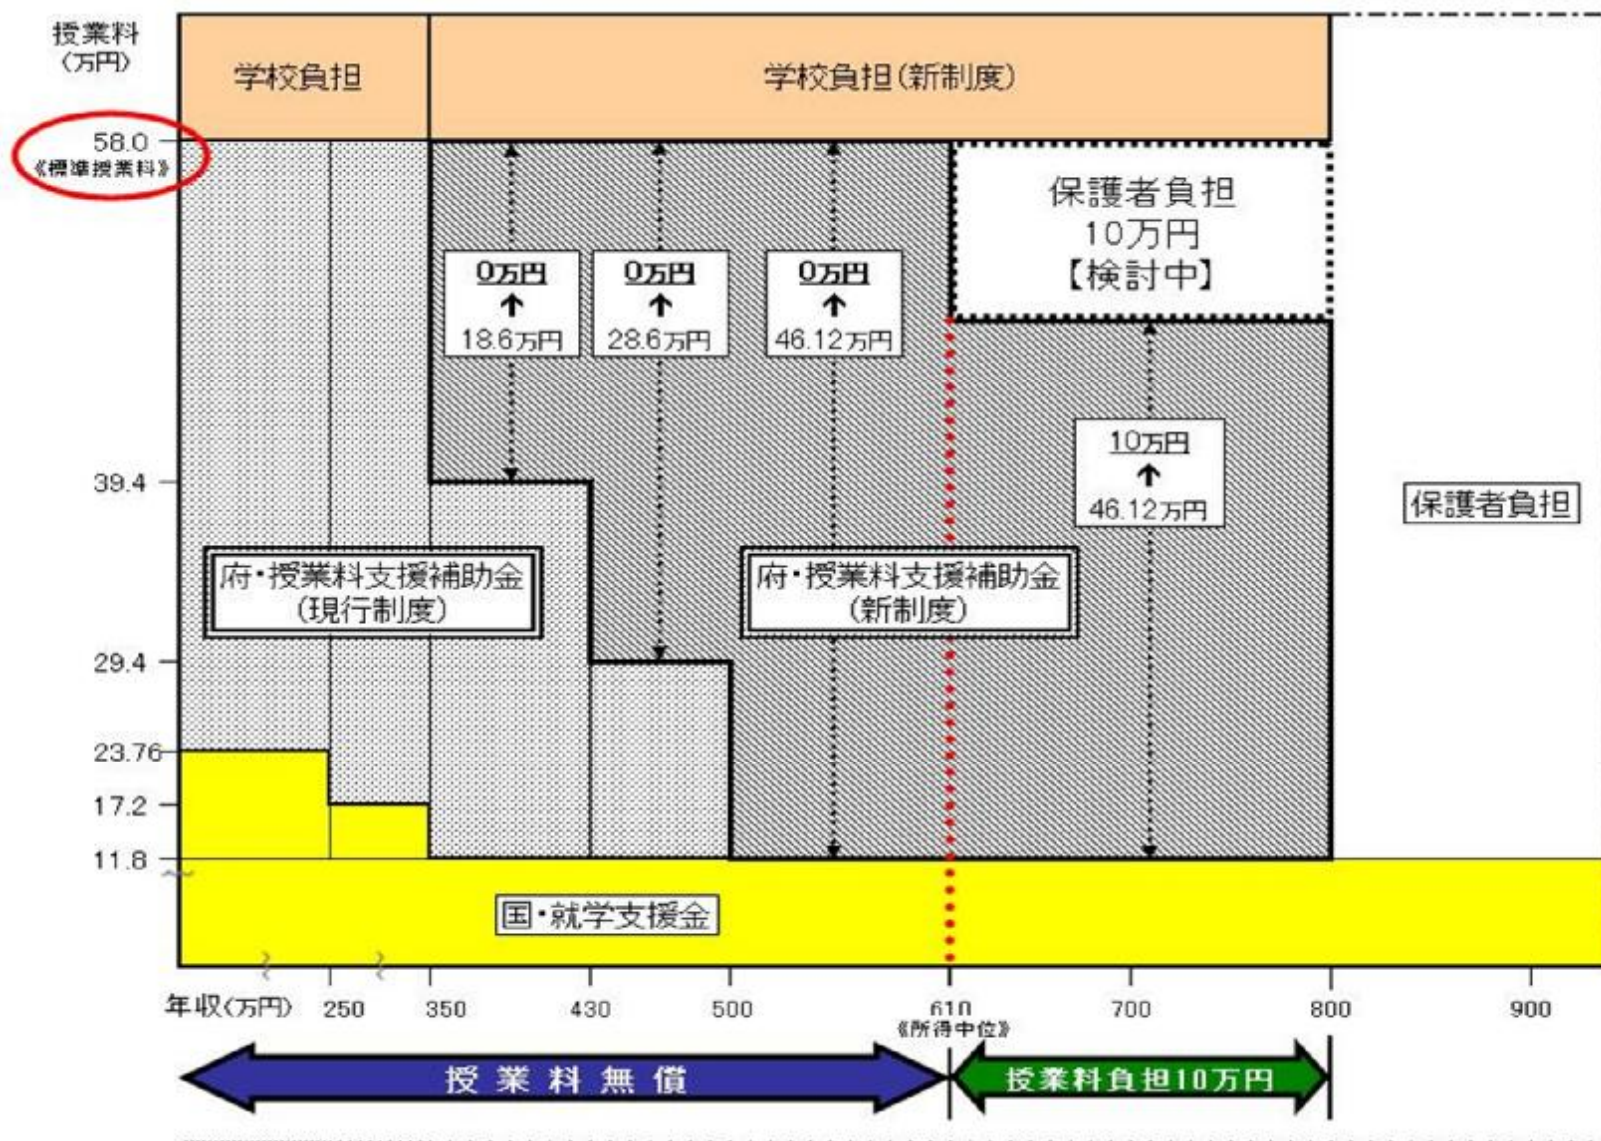 授業料
(万円)
学校負担
学校負担(新制度)
58.0
《標準授業料》
保護者負担
10万円
【検討中】
0万円
↑
18.6万円
0万円
↑
28.6万円
0万円
↑
46.12万円
10万円
↑
46.12万円
39.4
保護者負担
府・授業料支援補助金
(現行制度)
府・授業料支援補助金
(新制度)
29.4
23.76
17.2
11.8
国・就学支援金
年収(万円) 250 350 430 500 610 700 800 900
《所得中位》
授業料無償
授業料負担10万円